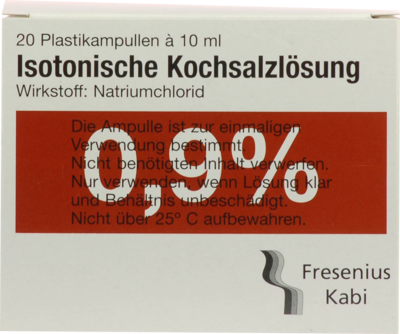 20 Plastikampullen à 10 ml
Isotonische Kochsalzlösung
Wirkstoff: Natriumchlorid
0,9%
Die Ampulle ist zur einmaligen
Verwendung bestimmt.
Nicht benötigten Inhalt verwerfen.
Nur verwenden, wenn Lösung klar
und Behältnis unbeschädigt.
Nicht über 25° C aufbewahren.
Fresenius
Kabi